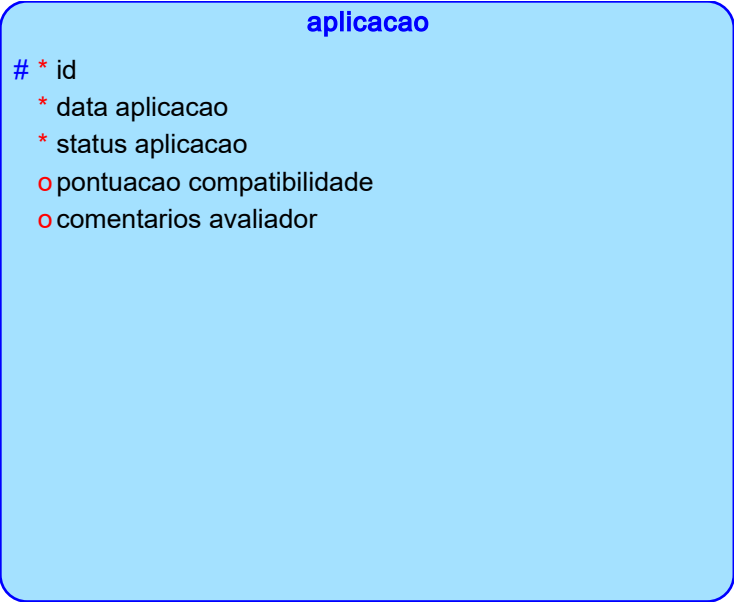 aplicacao
# * id
* data aplicacao
* status aplicacao
o pontuacao compatibilidade
o comentarios avaliador